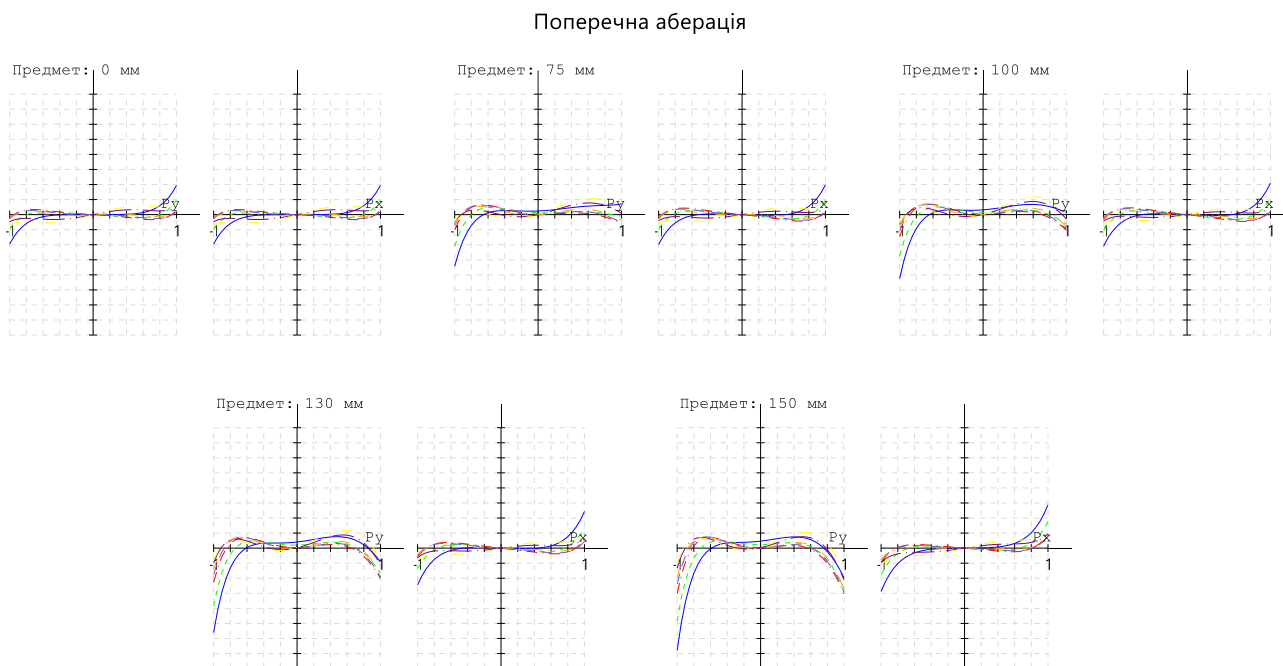 Поперечна аберація
Предмет: 0 мм
Py
-1
1
Px
-1
1
Предмет: 75 мм
Py
-1
1
Px
-1
1
Предмет: 100 мм
Py
-1
1
Px
-1
1
Предмет: 130 мм
Py
-1
1
Px
-1
1
Предмет: 150 мм
Py
-1
1
Px
-1
1